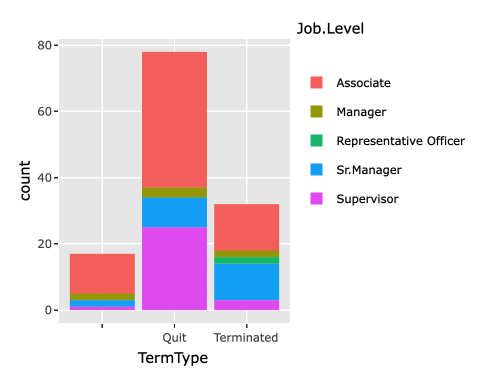 Job.Level
80
60
40
20
0
count
Quit
Terminated
TermType
Associate
Manager
Representative Officer
Sr.Manager
Supervisor